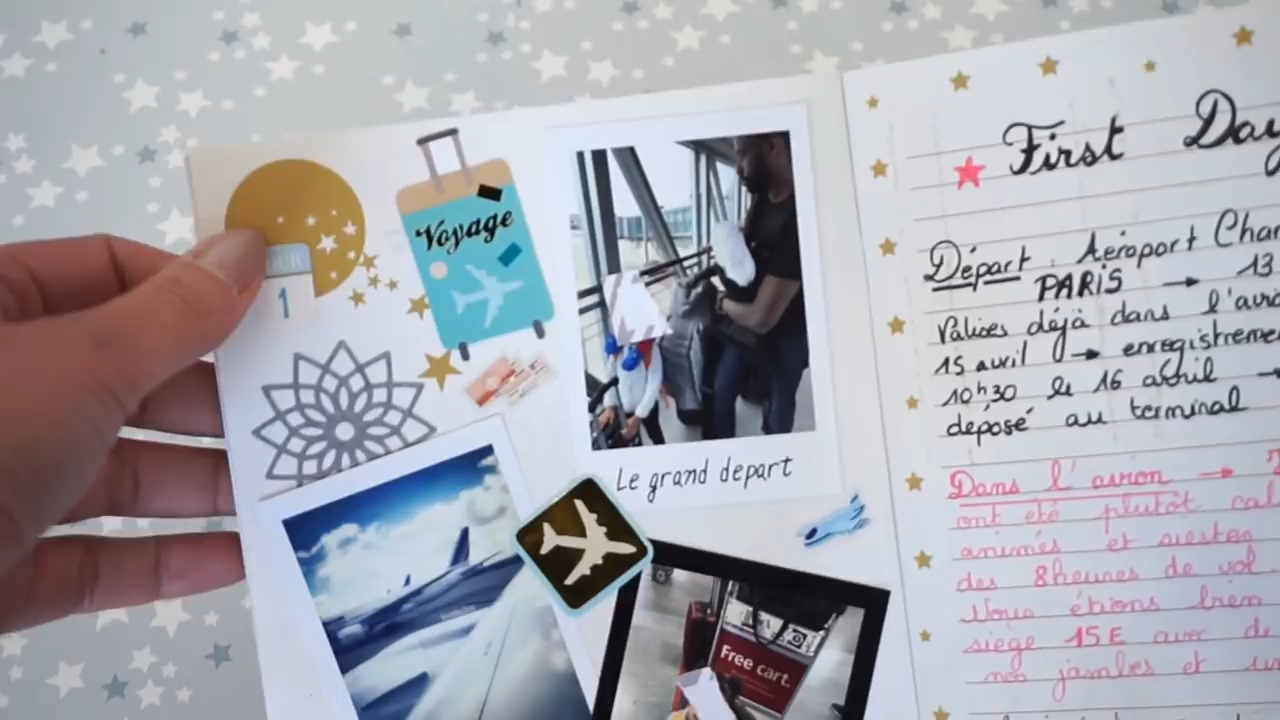 1
Voyage
Le grand depart
Free cart.
First Day
Départ : Aéroport
PARIS → 13
Valises déjà dans l'
15 avril → enregistreme
10h30 le 16 avril →
déposé au terminal
Dans l'avion →
ont été plutôt cal
animés et siestes
des 8heures de vol.
Nous étions bien
siège 15E avec de
nos jambes et un